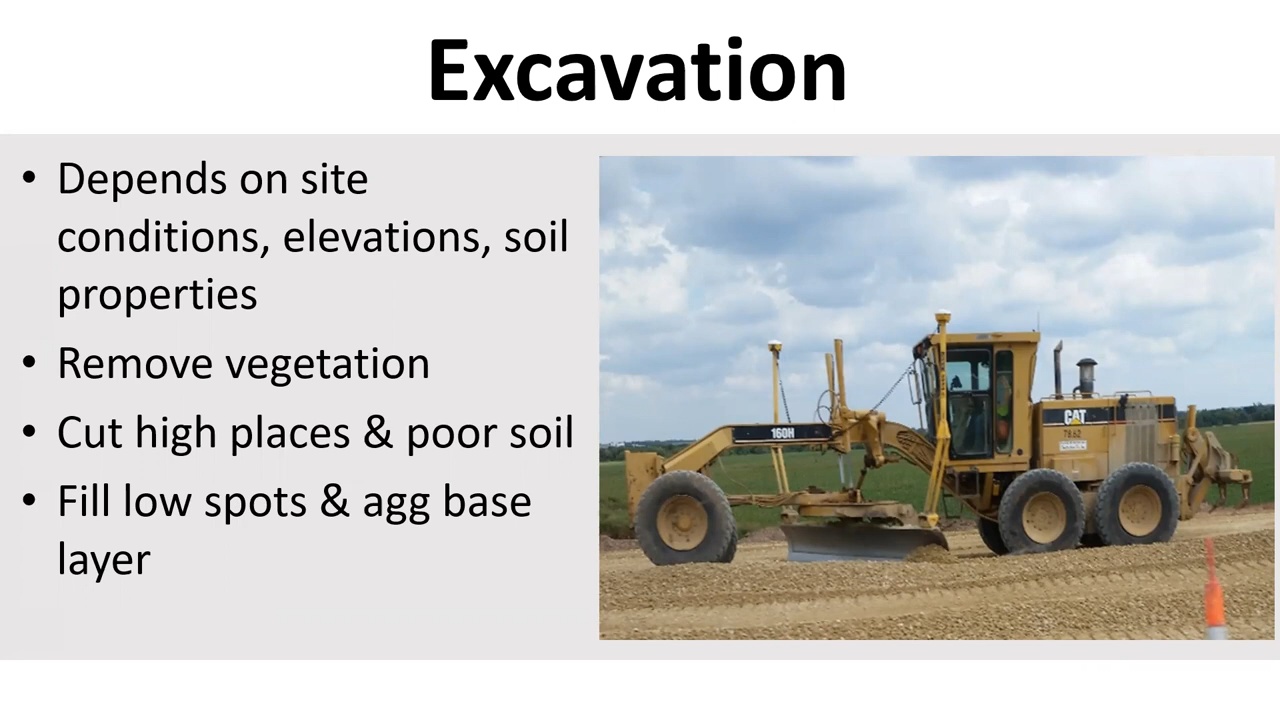 Excavation
• Depends on site
conditions, elevations, soil
properties
• Remove vegetation
• Cut high places & poor soil
• Fill low spots & agg base
layer
160H
CAT